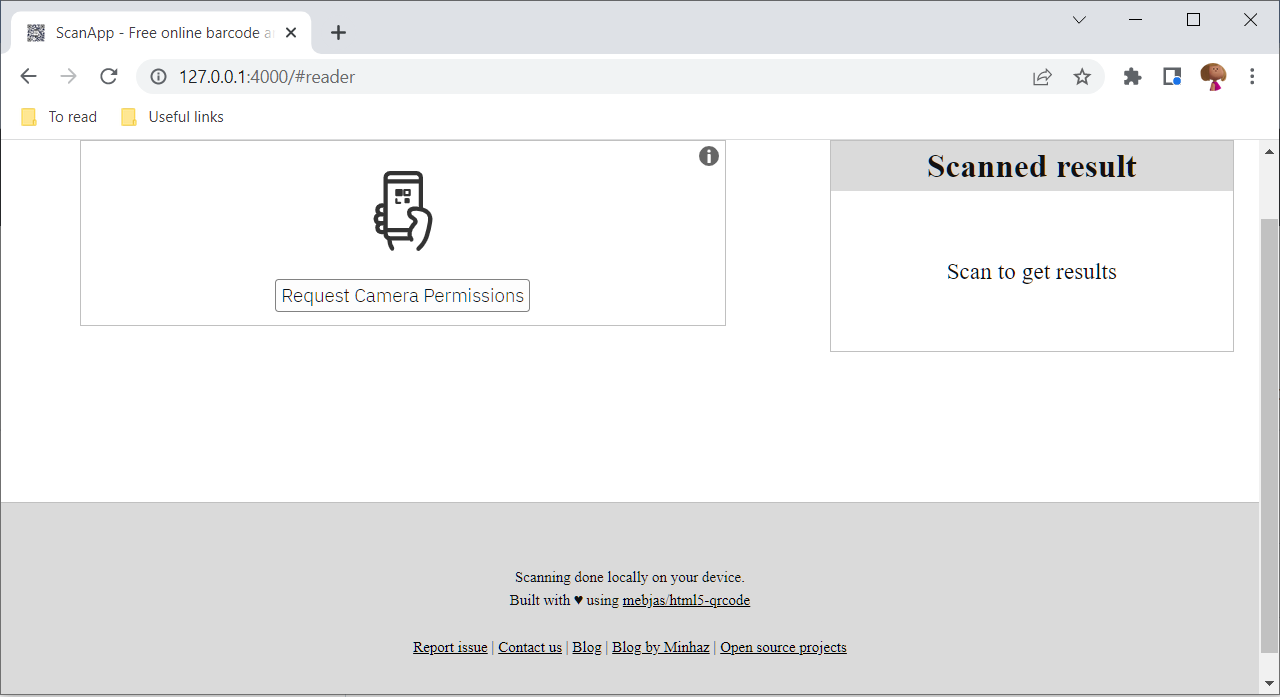 ScanApp - Free online barcode a
127.0.0.1:4000/#reader
To read
Useful links
Request Camera Permissions
Scanned result
Scan to get results
Scanning done locally on your device.
Built with ♥ using mebjas/html5-qrcode
Report issue | Contact us | Blog | Blog by Minhaz | Open source projects